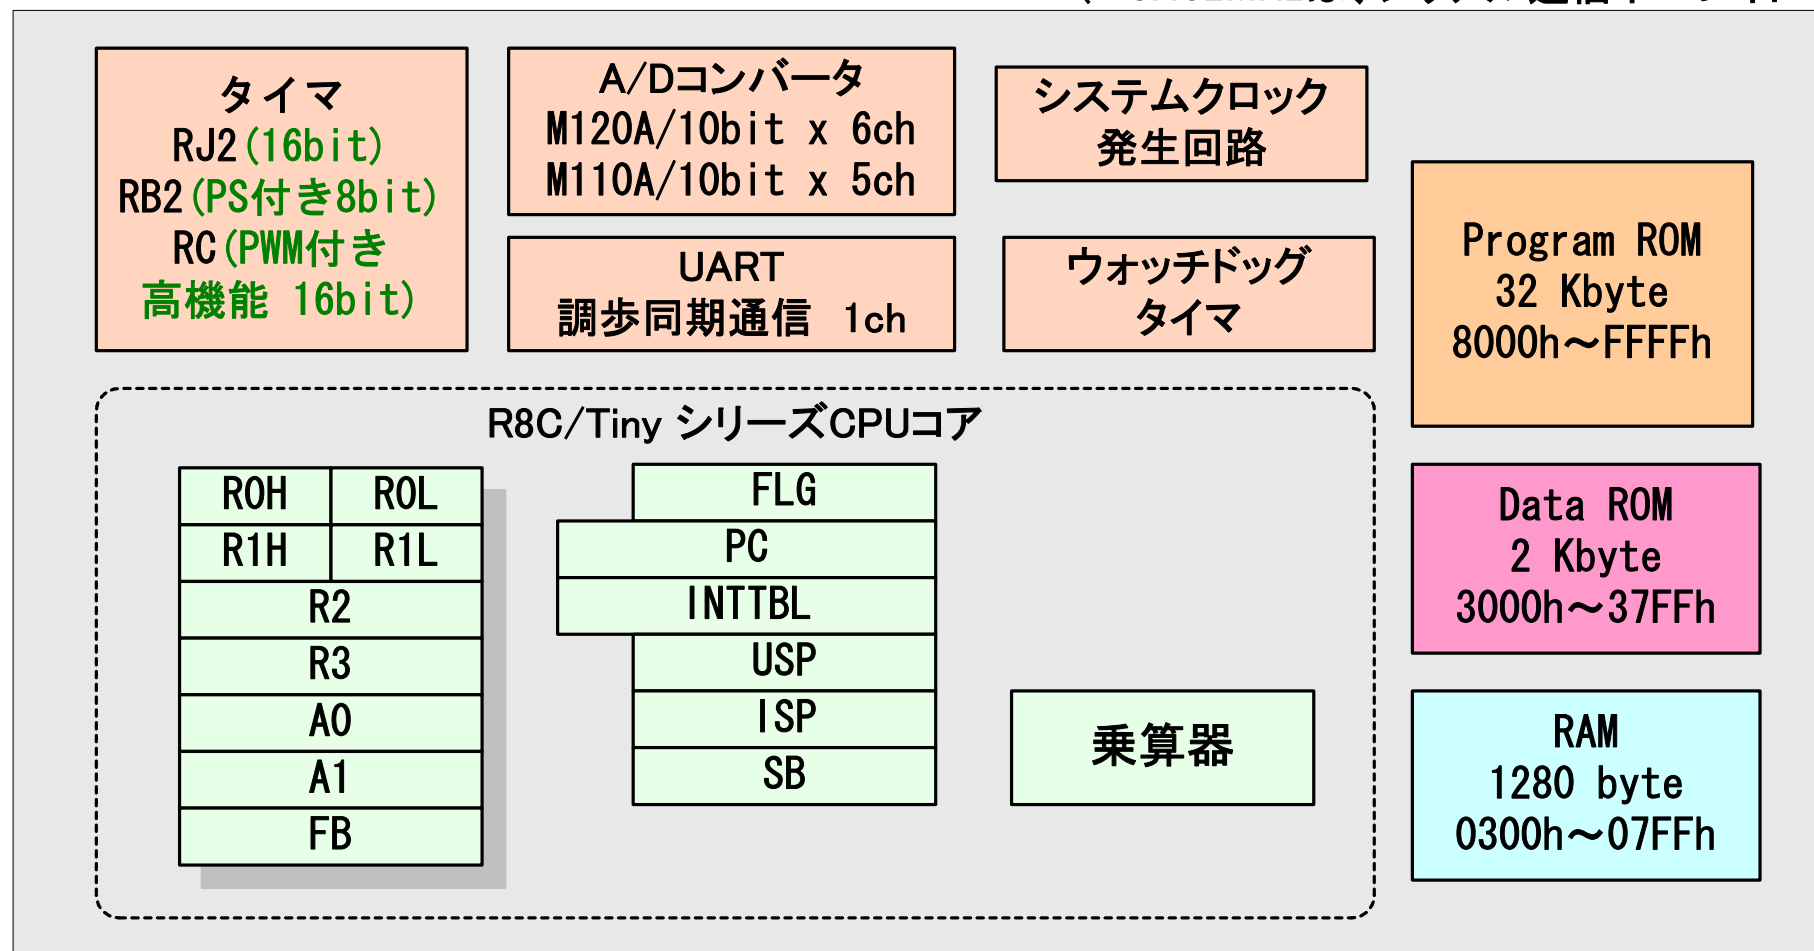 タイマ
RJ2(16bit)
RB2(PS付き8bit)
RC(PWM付き
高機能 16bit)
A/Dコンバータ
M120A/10bit x 6ch
M110A/10bit x 5ch
システムクロック
発生回路
UART
調歩同期通信 1ch
ウォッチドッグ
タイマ
Program ROM
32 Kbyte
8000h～FFFFh
R8C/Tiny シリーズCPUコア
R0H R0L
R1H R1L
R2
R3
A0
A1
FB
FLG
PC
INTTBL
USP
ISP
SB
乗算器
Data ROM
2 Kbyte
3000h～37FFh
RAM
1280 byte
0300h～07FFh